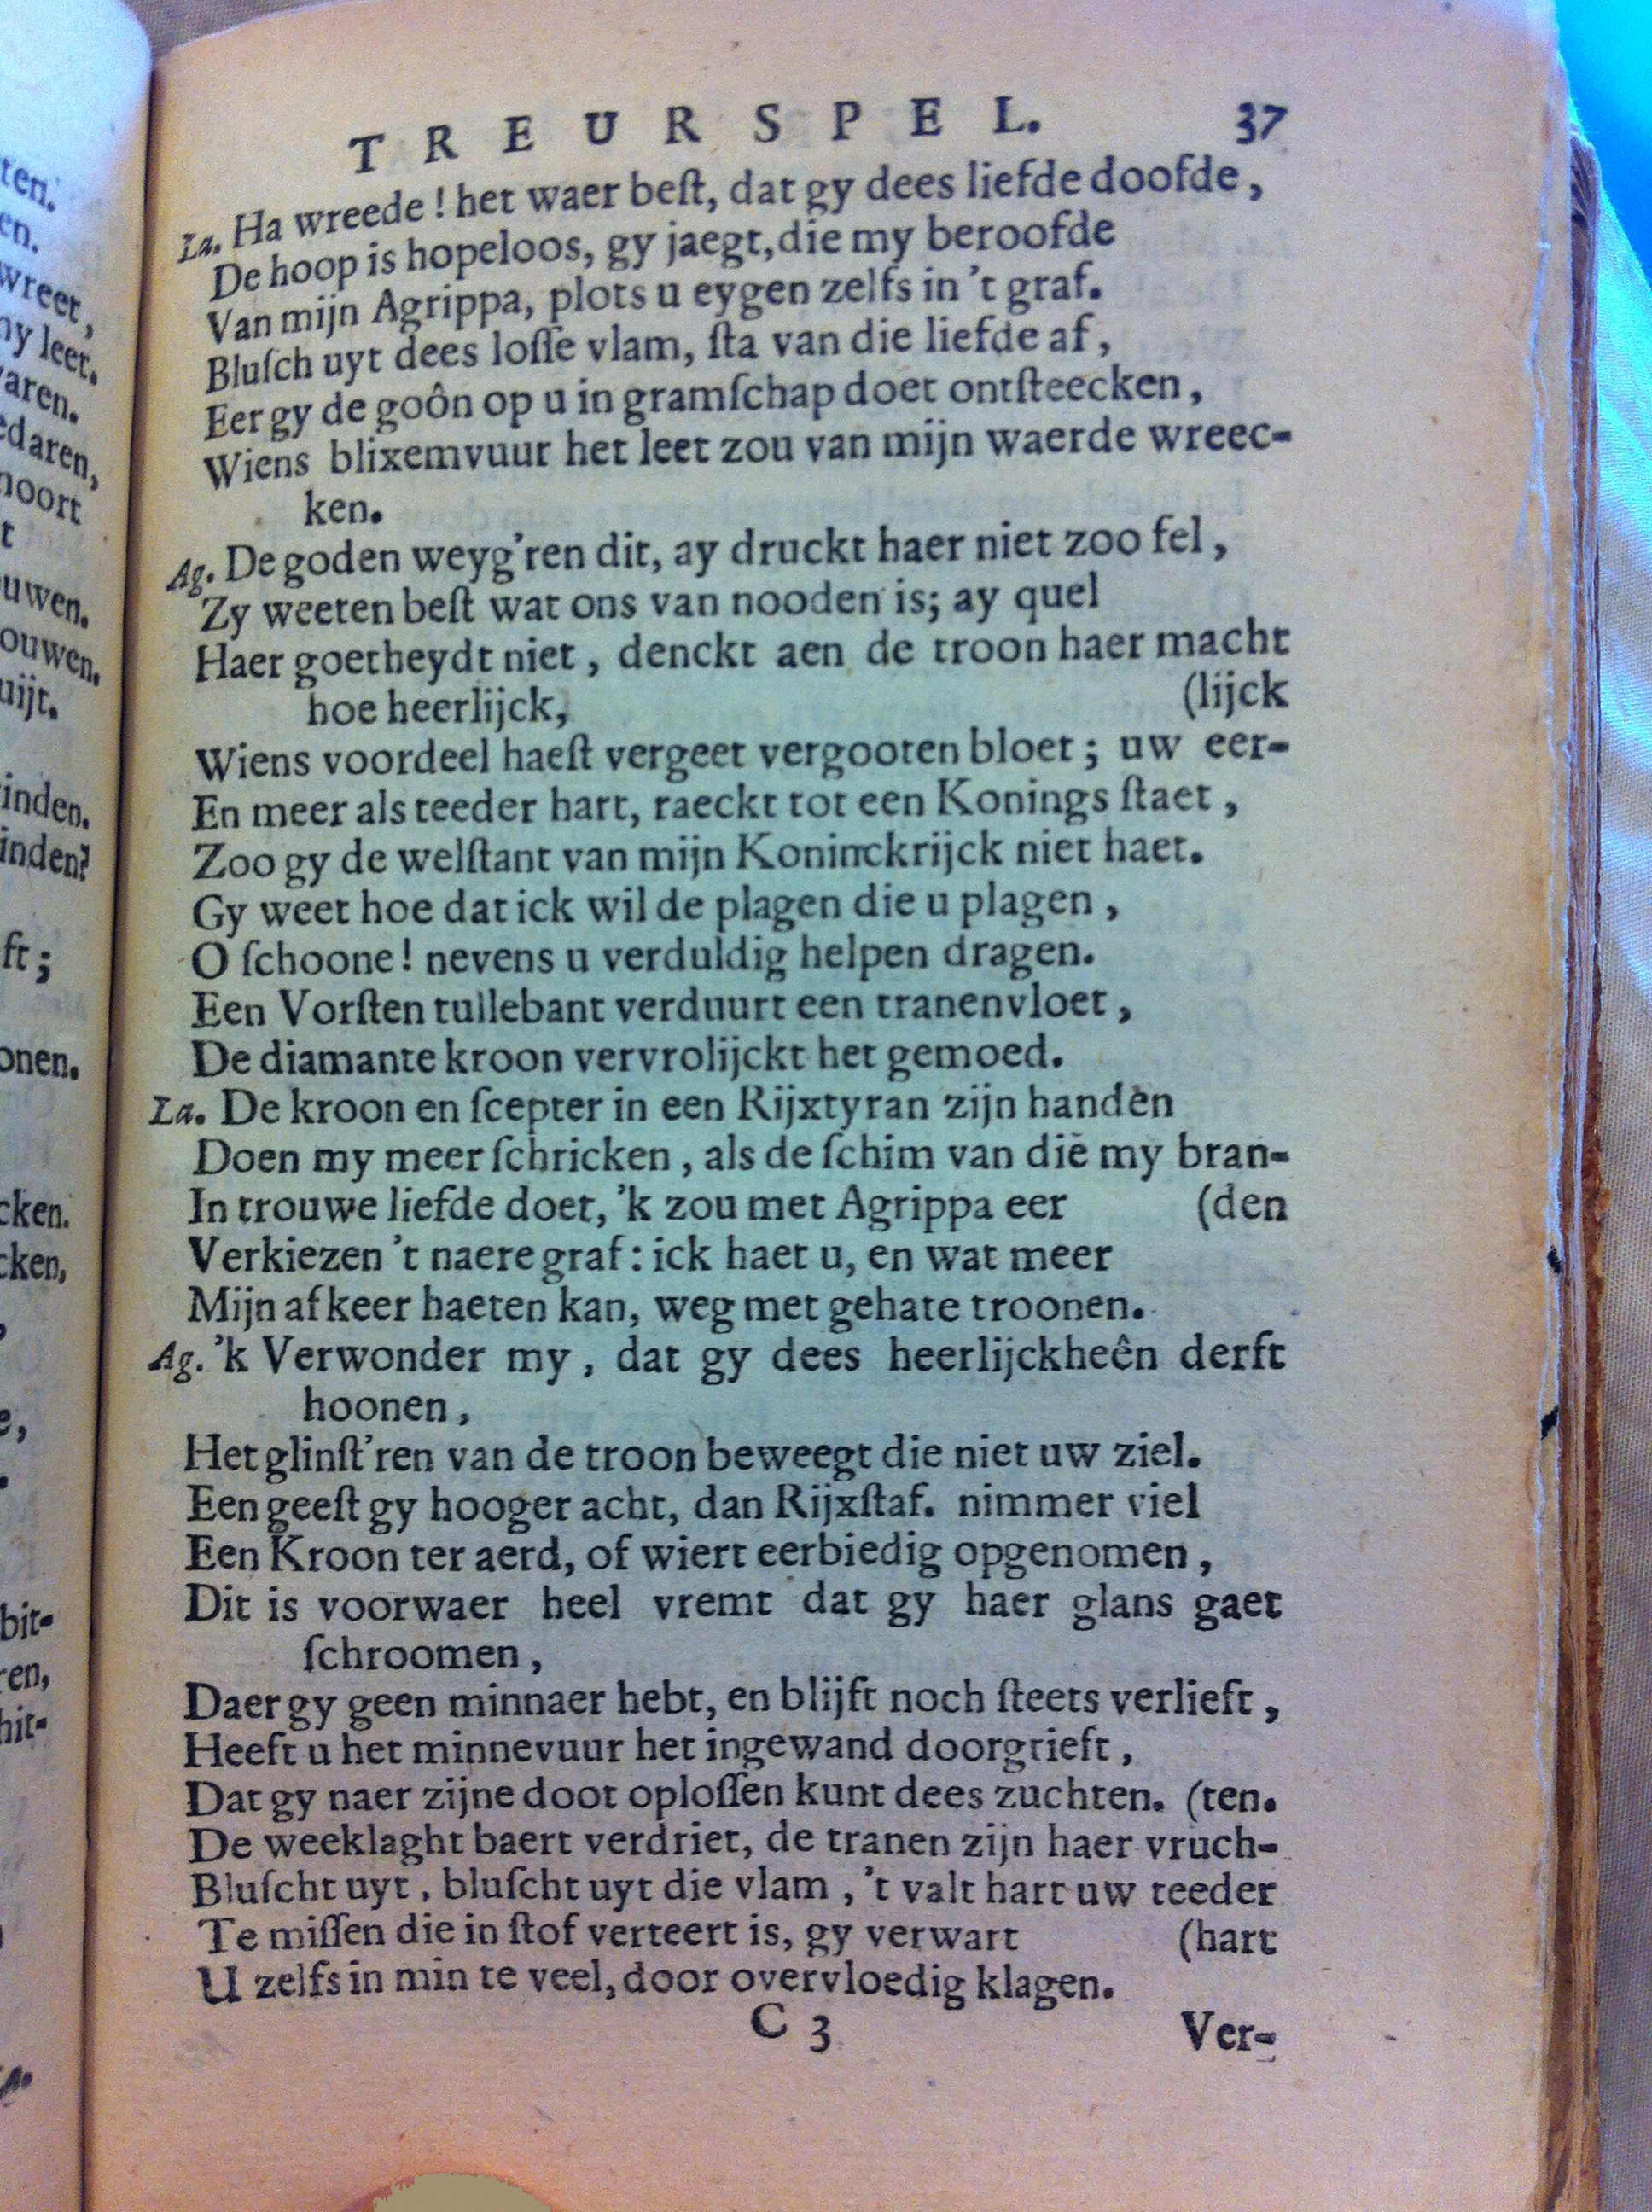 TREURSPEL. 37
La. Ha wreede! het waer beſt, dat gy dees liefde doofde,
De hoop is hopeloos, gy jaegt, die my beroofde
Van mijn Agrippa, plots u eygen zelfs in 't graf.
Bluſch uyt dees loſſe vlam, ſta van die liefde af,
Eer gy de goôn op u in gramſchap doet ontſteecken,
Wiens blixemvuur het leet zou van mijn waerde wreec-
ken.
Ag. De goden weyg'ren dit, ay druckt haer niet zoo fel,
Zy weeten beſt wat ons van nooden is; ay quel
Haer goetheydt niet, denckt aen de troon haer macht
hoe heerlijck, (lijck
Wiens voordeel haeſt vergeet vergooten bloet; uw eer-
En meer als teeder hart, raeckt tot een Konings ſtaet,
Zoo gy de welſtant van mijn Koninckrijck niet haet.
Gy weet hoe dat ick wil de plagen die u plagen,
O ſchoone! nevens u verduldig helpen dragen.
Een Vorſten tullebant verduurt een tranenvloet,
De diamante kroon vervrolijckt het gemoed.
La. De kroon en ſcepter in een Rijxtyran zijn handen
Doen my meer ſchricken, als de ſchim van die my bran-
In trouwe liefde doet, 'k zou met Agrippa eer (den
Verkiezen 't naere graf: ick haet u, en wat meer
Mijn afkeer haeten kan, weg met gehate troonen.
Ag. 'k Verwonder my, dat gy dees heerlijckheên derft
hoonen,
Het glinſt'ren van de troon beweegt die niet uw ziel.
Een geeſt gy hooger acht, dan Rijxſtaf. nimmer viel
Een Kroon ter aerd, of wiert eerbiedig opgenomen,
Dit is voorwaer heel vremt dat gy haer glans gaet
ſchroomen,
Daer gy geen minnaer hebt, en blijft noch ſteets verlieft,
Heeft u het minnevuur het ingewand doorgrieft,
Dat gy naer zijne doot oploſſen kunt dees zuchten. (ten.
De weeklaght baert verdriet, de tranen zijn haer vruch-
Bluſcht uyt, bluſcht uyt die vlam, 't valt hart uw teeder
Te miſſen die in ſtof verteert is, gy verwart (hart
U zelfs in min te veel, door overvloedig klagen.
C 3 Ver-